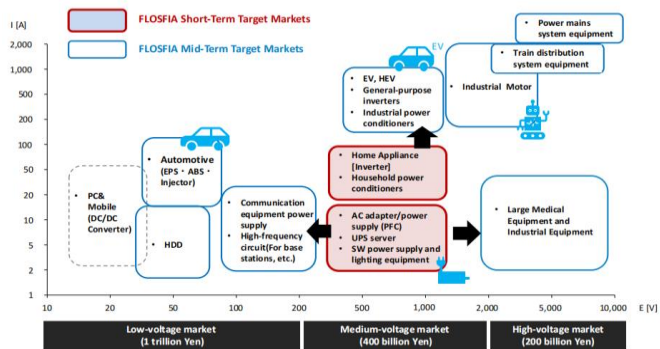 I [A]
FLOSFIA Short-Term Target Markets
FLOSFIA Mid-Term Target Markets
2,000
1,000
500
200
100
50
20
10
5
2
1
• PC&
Mobile
(DC/DC
Converter)
• Automotive
(EPS・ABS・
Injector)
• HDD
• Communication
equipment power
supply
• High-frequency
circuit(For base
stations, etc.)
EV
• EV, HEV
• General-purpose
inverters
• Industrial power
conditioners
• Home Appliance
[Inverter]
• Household power
conditioners
• AC adapter/power
supply (PFC)
• UPS server
• SW power supply and
lighting equipment
• Power mains
system equipment
• Train distribution
system equipment
• Industrial Motor
• Large Medical
Equipment and
Industrial Equipment
10
20
50
100
200
500
1,000
2,000
5,000
10,000
E [V]
Low-voltage market
(1 trillion Yen)
Medium-voltage market
(400 billion Yen)
High-voltage market
(200 billion Yen)